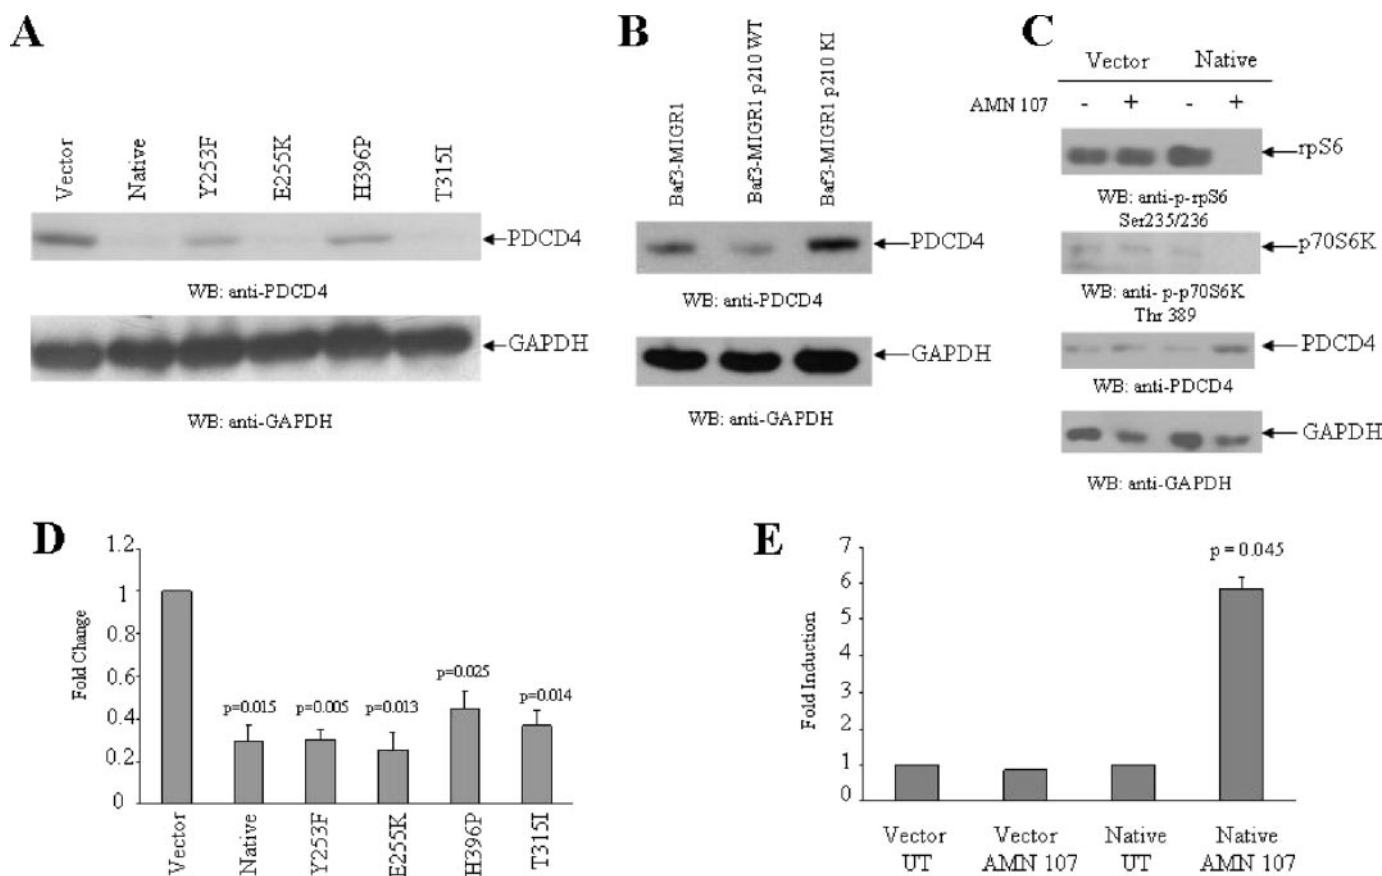 A
Vector
Native
Y253F
E255K
H396P
T315I
PDCD4
WB: anti-PDCD4
GAPDH
WB: anti-GAPDH
B
Baf3-MIGR1
Baf3-MIGR1 p210 WT
Baf3-MIGR1 p210 KI
PDCD4
WB: anti-PDCD4
GAPDH
WB: anti-GAPDH
C
Vector Native
AMN 107 - + - +
rpS6
WB: anti-p-rpS6
Ser235/236
p70S6K
WB: anti- p-p70S6K
Thr 389
PDCD4
WB: anti-PDCD4
GAPDH
WB: anti-GAPDH
D
Fold Change
1.2
1
0.8
0.6
0.4
0.2
0
p=0.015
p=0.005
p=0.013
p=0.025
p=0.014
Vector
Native
Y253F
E255K
H396P
T315I
E
Fold Induction
7
6
5
4
3
2
1
0
p = 0.045
Vector
UT
Vector
AMN 107
Native
UT
Native
AMN 107